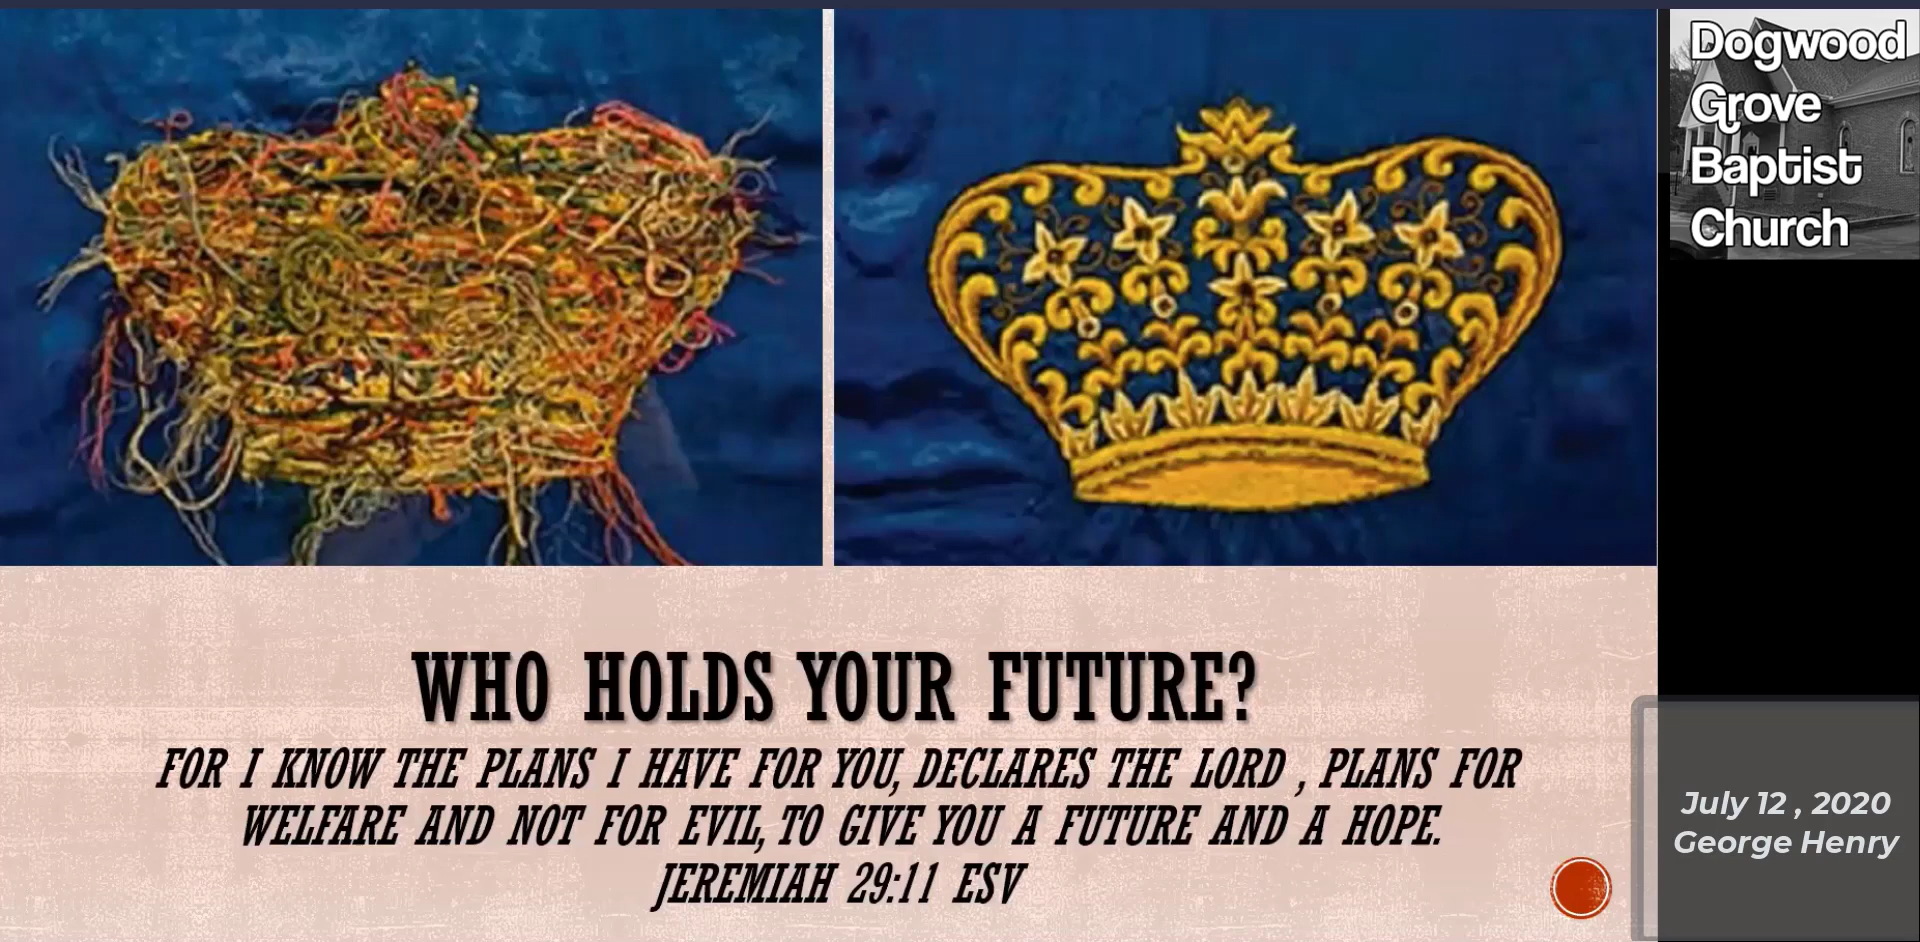 Dogwood
Grove
Baptist
Church
WHO HOLDS YOUR FUTURE?
FOR I KNOW THE PLANS I HAVE FOR YOU, DECLARES THE LORD , PLANS FOR
WELFARE AND NOT FOR EVIL, TO GIVE YOU A FUTURE AND A HOPE.
JEREMIAH 29:11 ESV
July 12 , 2020
George Henry